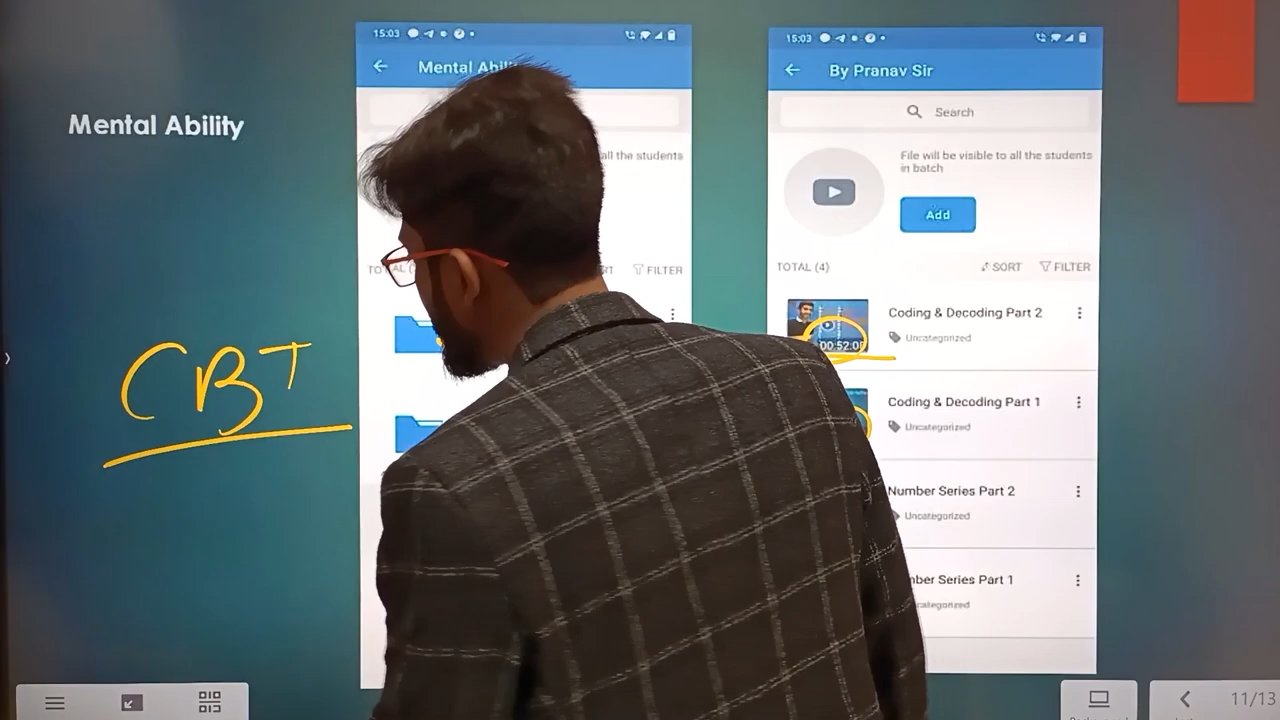 Mental Ability
CBT
15:03
Mental Abili
all the students
FILTER
15:03
By Pranav Sir
Search
File will be visible to all the students
in batch
Add
TOTAL (4)
SORT
FILTER
Coding & Decoding Part 2
Uncategorized
00:52:0
Coding & Decoding Part 1
Uncategorized
Number Series Part 2
Uncategorized
mber Series Part 1
categorized
11/13